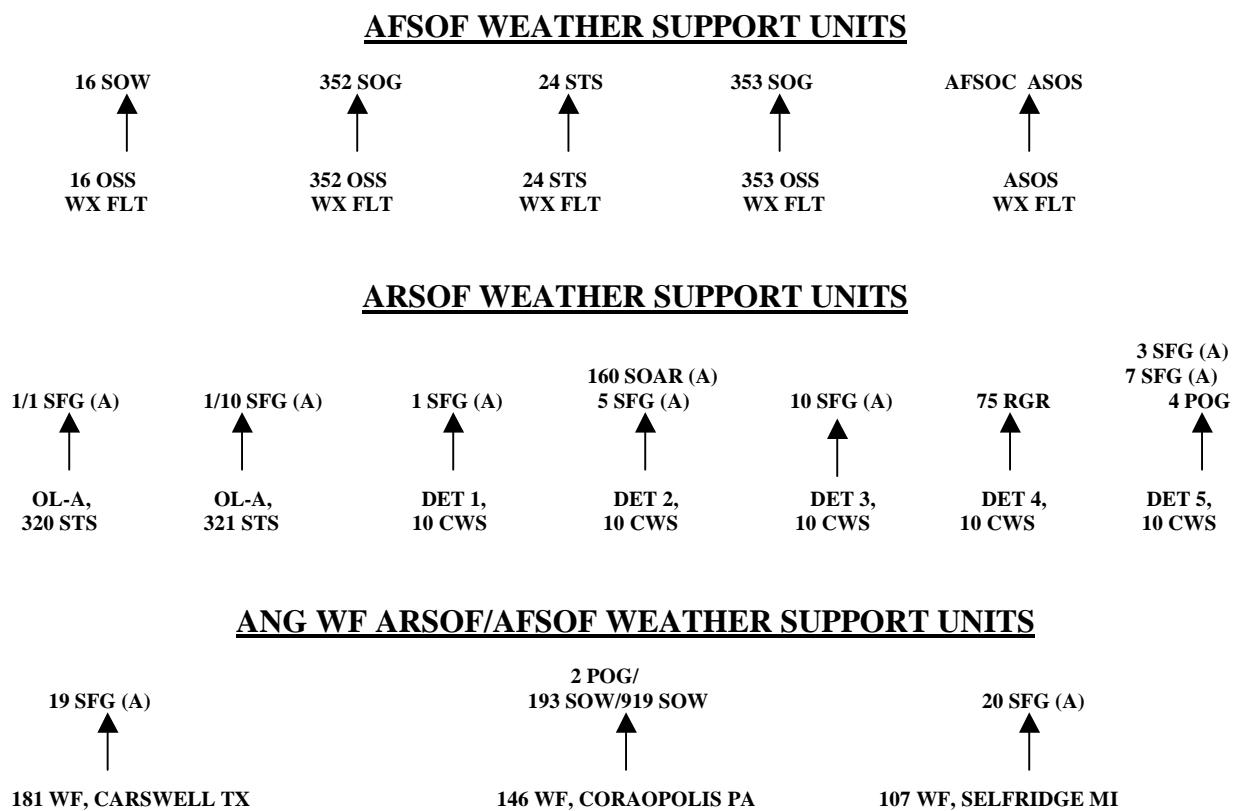 AFSOF WEATHER SUPPORT UNITS
16 SOW
352 SOG
24 STS
353 SOG
AFSOC ASOS
16 OSS
WX FLT
352 OSS
WX FLT
24 STS
WX FLT
353 OSS
WX FLT
ASOS
WX FLT
ARSOF WEATHER SUPPORT UNITS
1/1 SFG (A)
1/10 SFG (A)
1 SFG (A)
160 SOAR (A)
5 SFG (A)
10 SFG (A)
75 RGR
3 SFG (A)
7 SFG (A)
4 POG
OL-A,
320 STS
OL-A,
321 STS
DET 1,
10 CWS
DET 2,
10 CWS
DET 3,
10 CWS
DET 4,
10 CWS
DET 5,
10 CWS
ANG WF ARSOF/AFSOF WEATHER SUPPORT UNITS
19 SFG (A)
2 POG/
193 SOW/919 SOW
20 SFG (A)
181 WF, CARSWELL TX
146 WF, CORAOPOLIS PA
107 WF, SELFRIDGE MI